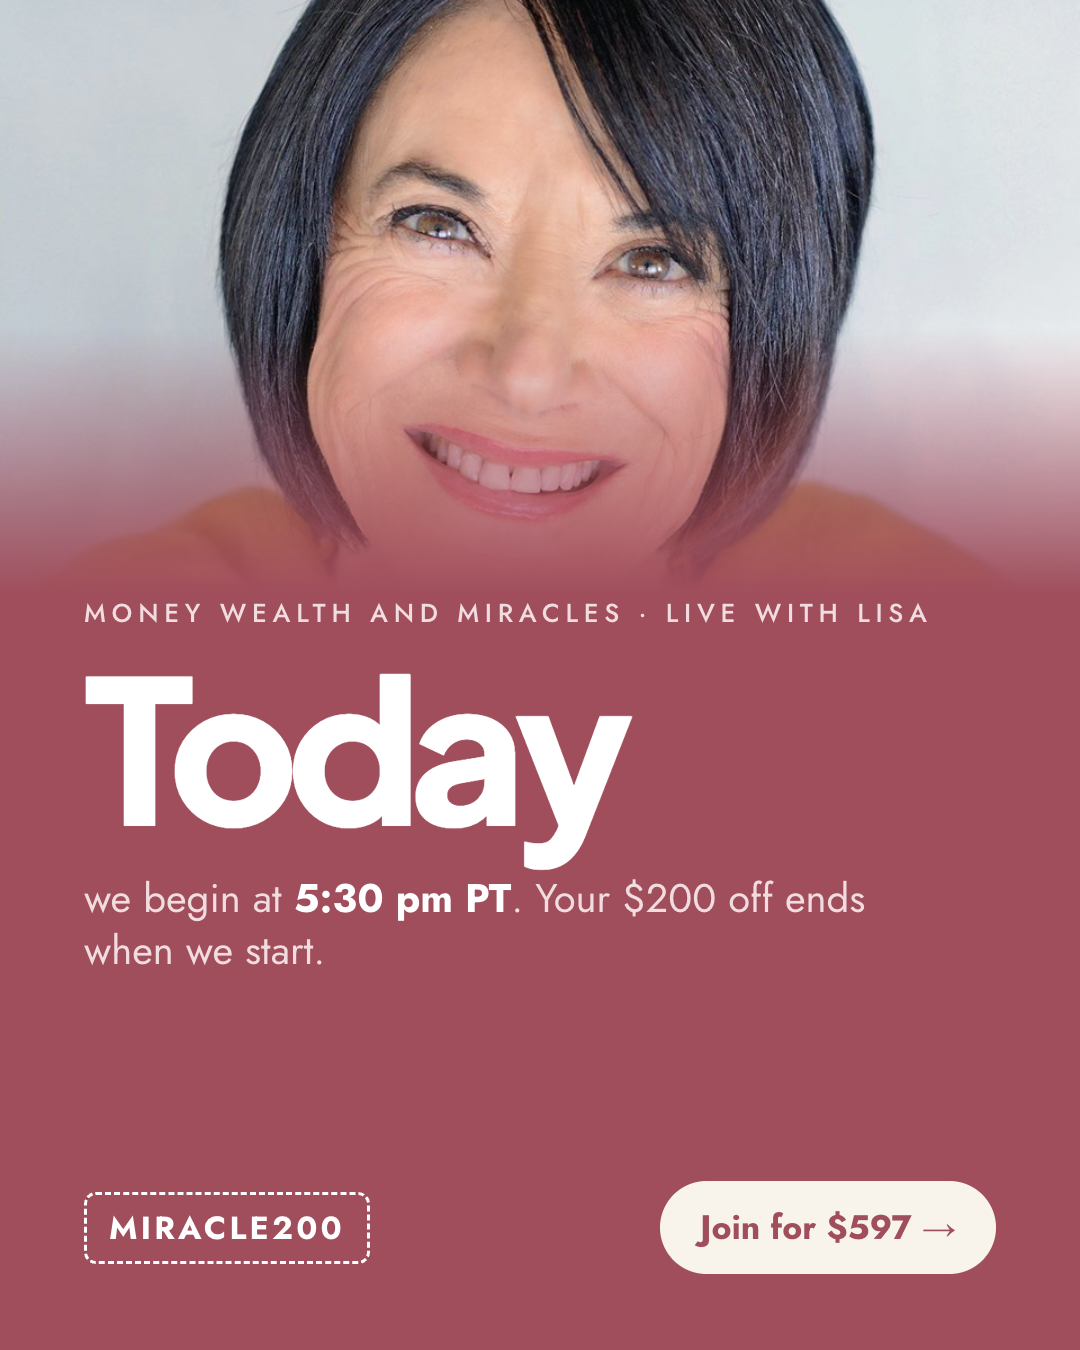 MONEY WEALTH AND MIRACLES · LIVE WITH LISA
Today
we begin at 5:30 pm PT. Your $200 off ends
when we start.
MIRACLE200
Join for $597 →